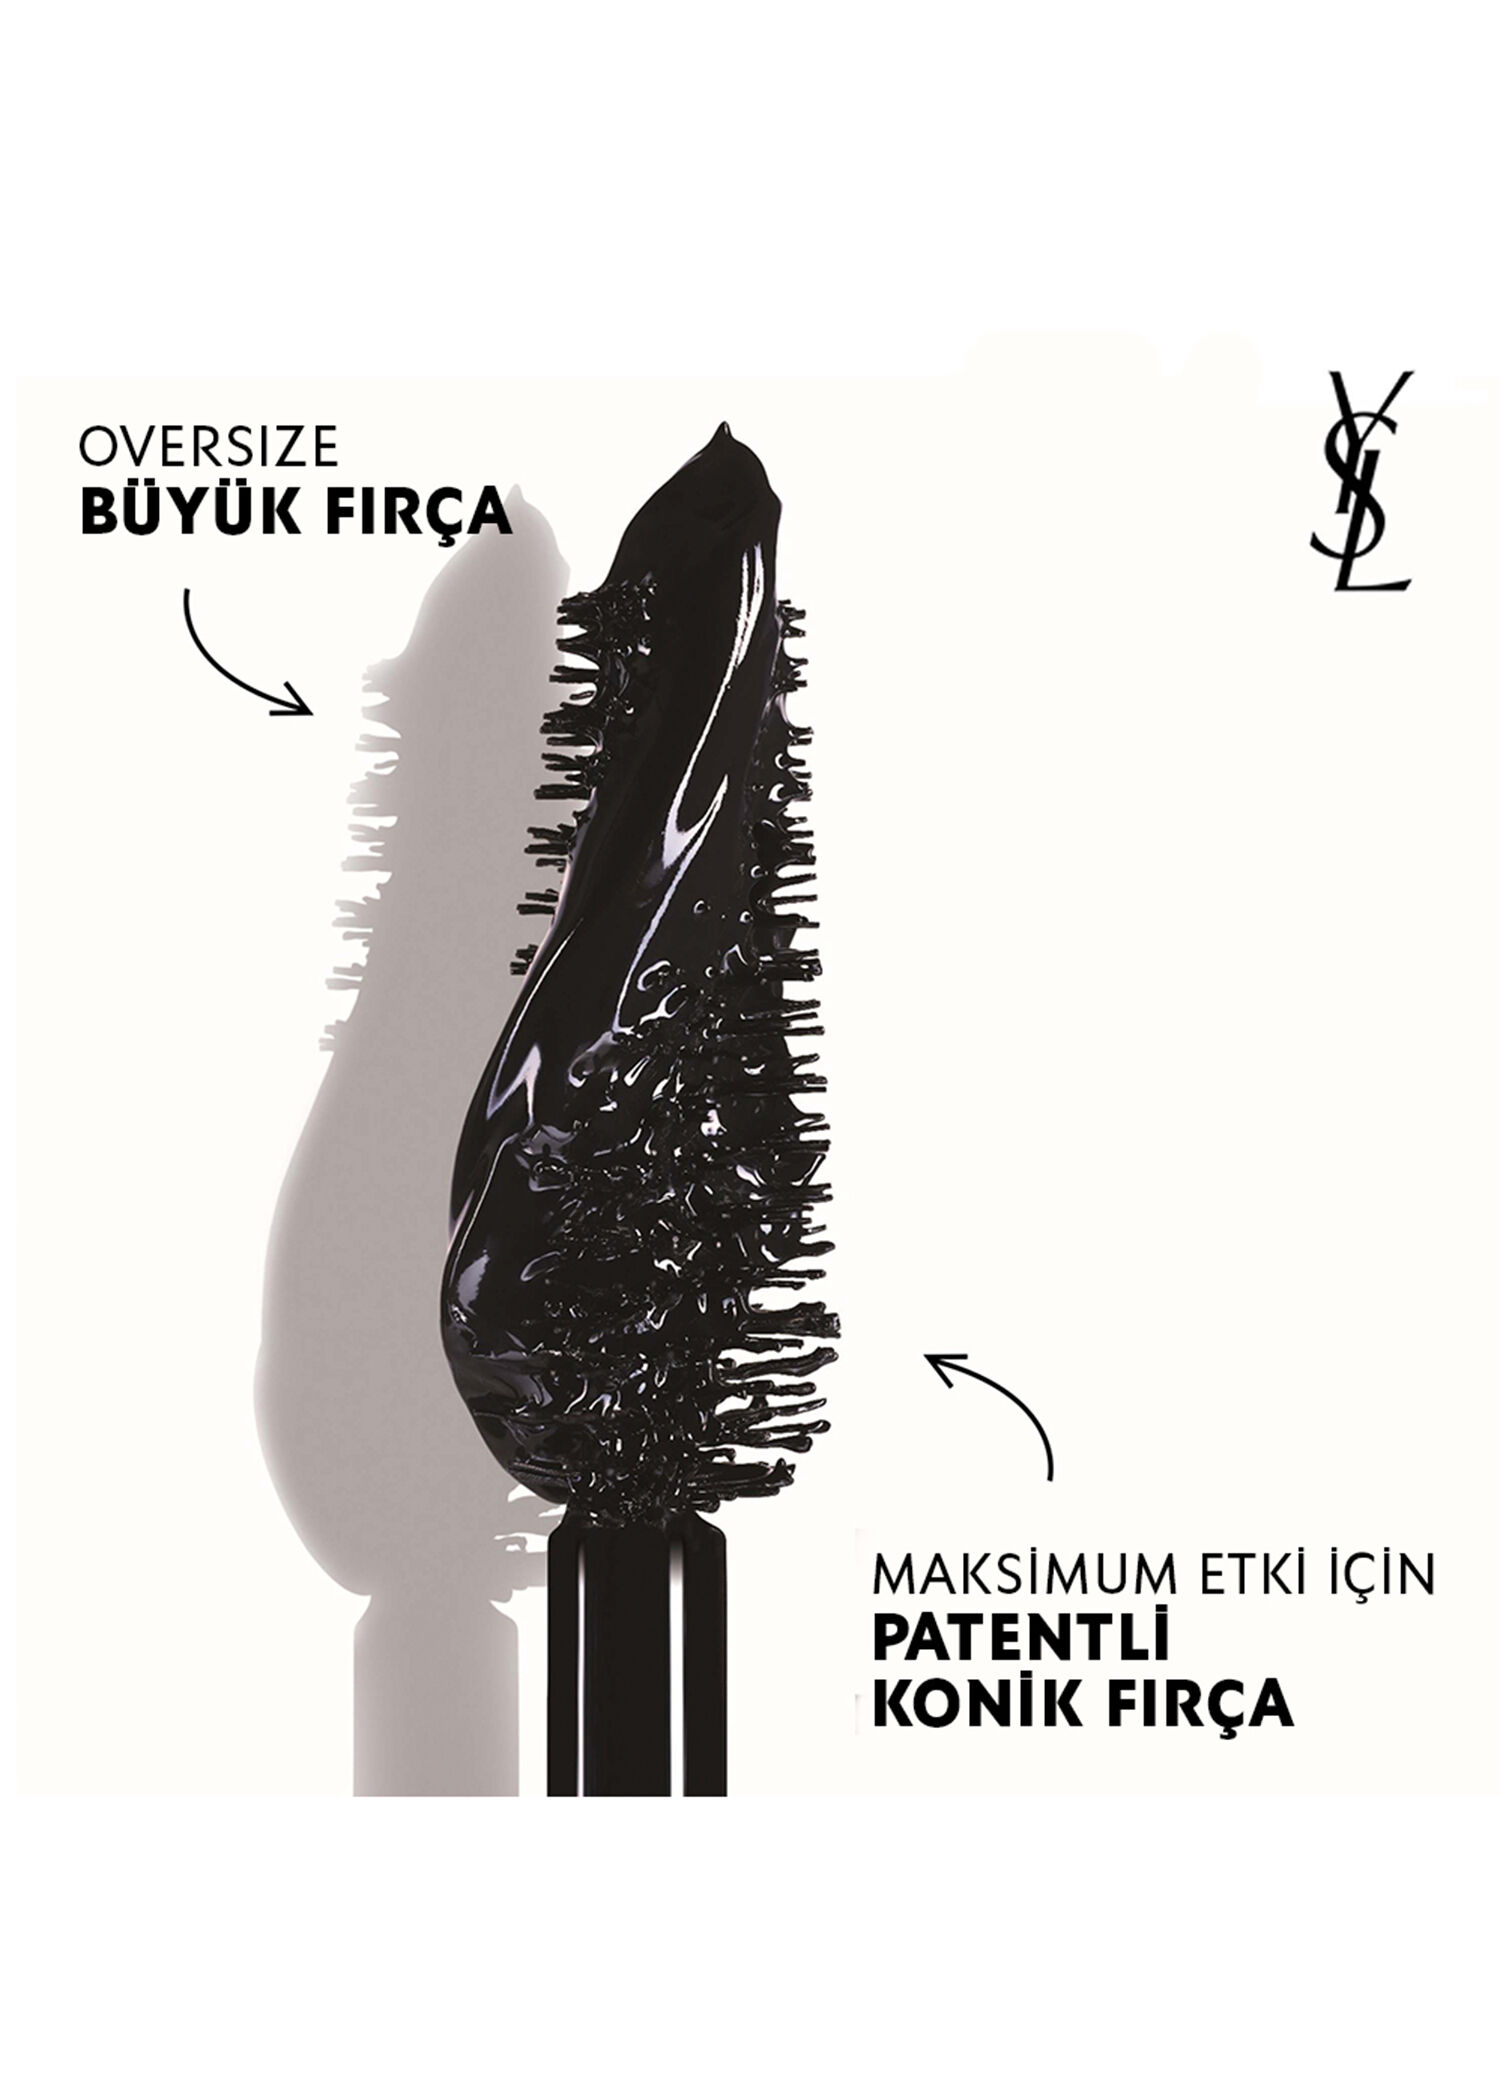 OVERSIZE
BÜYÜK FIRÇA
YSL
MAKSİMUM ETKİ İÇİN
PATENTLİ
KONİK FIRÇA